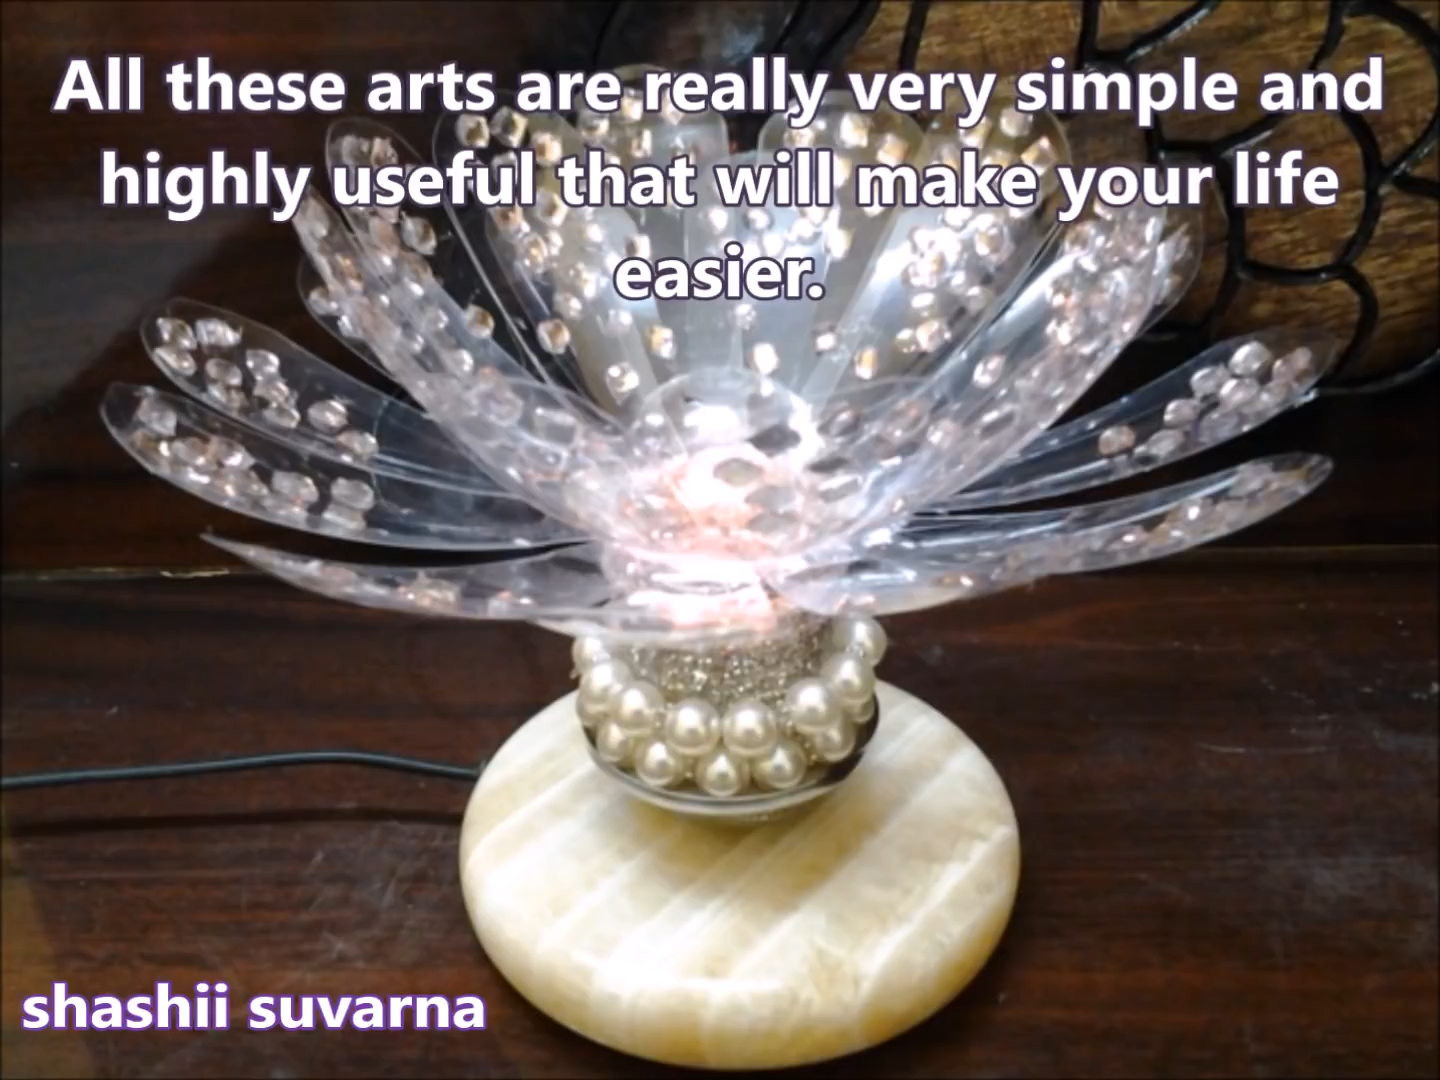 All these arts are really very simple and
highly useful that will make your life
easier.
shashii suvarna